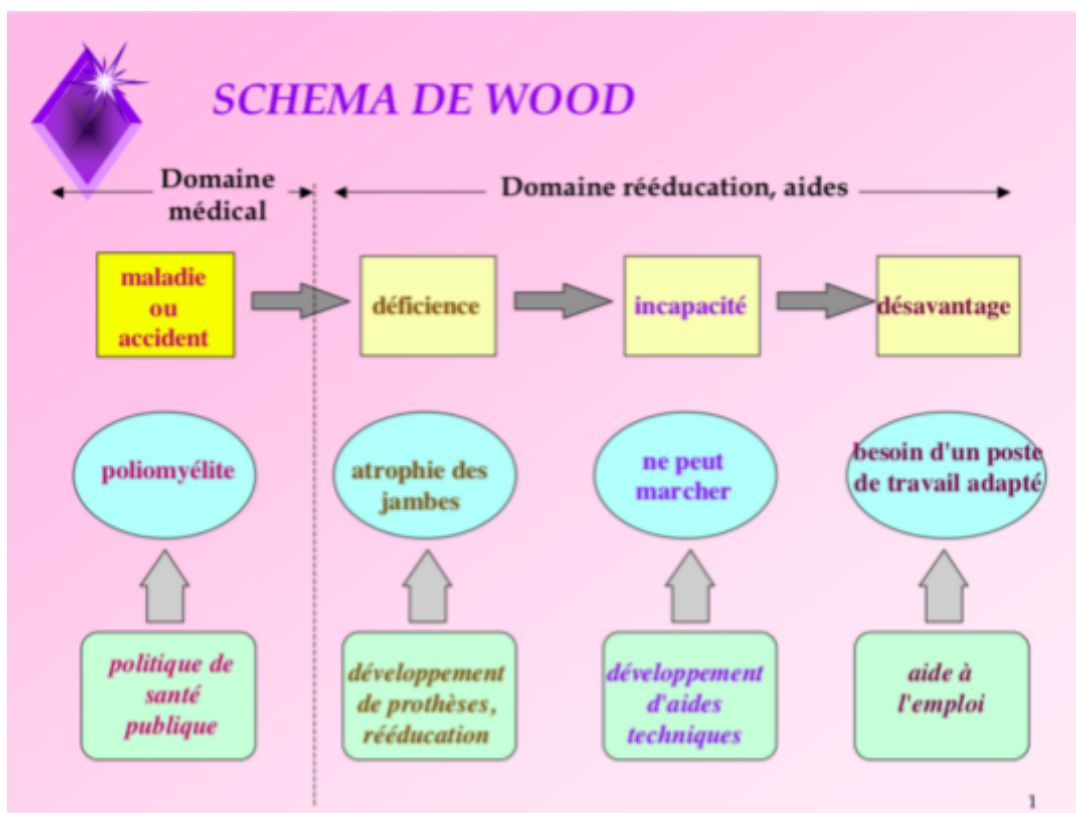 SCHEMA DE WOOD
Domaine
médical
Domaine rééducation, aides
maladie
ou
accident
déficience
incapacité
désavantage
poliomyélite
atrophie des
jambes
ne peut
marcher
besoin d'un poste
de travail adapté
politique de
santé
publique
développement
de prothèses,
rééducation
développement
d'aides
techniques
aide à
l'emploi
1